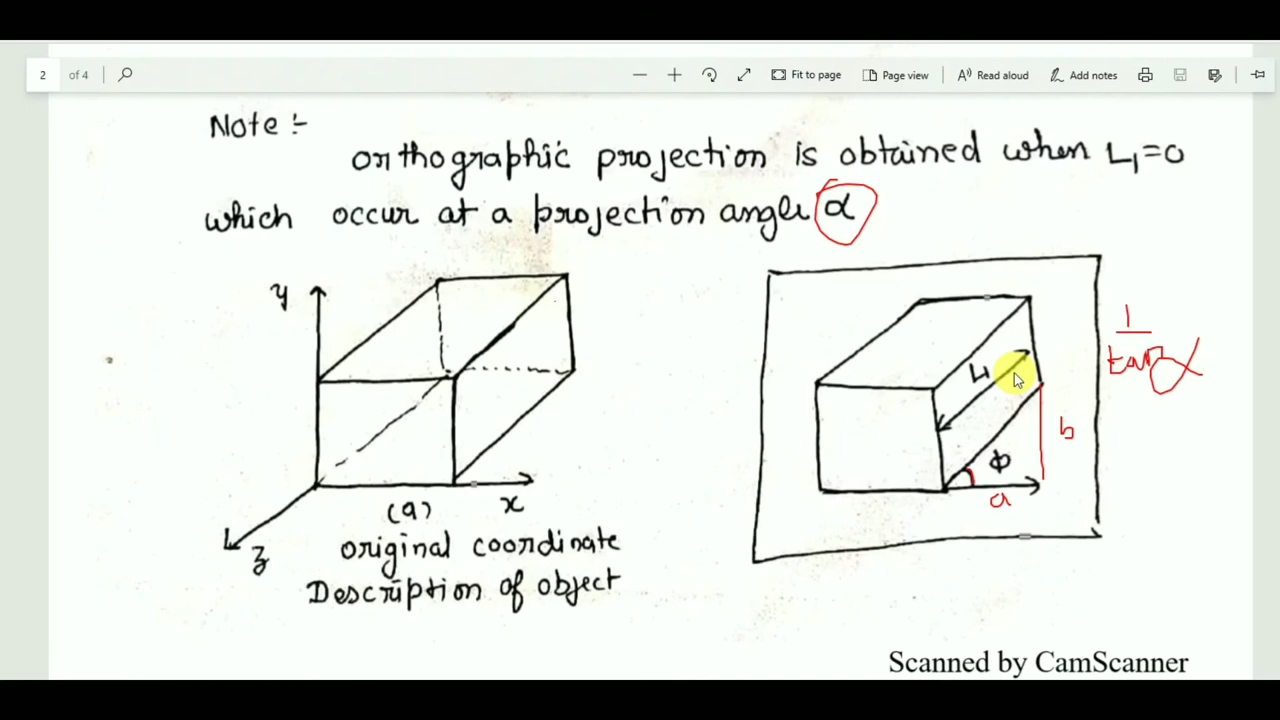 2 of 4 Fit to page Page view Read aloud Add notes
Note :-
orthographic projection is obtained when L1=0
which occur at a projection angle α
y
x
z
(a)
original coordinate
Description of object
L1
Φ
a
b
1
tan α
Scanned by CamScanner